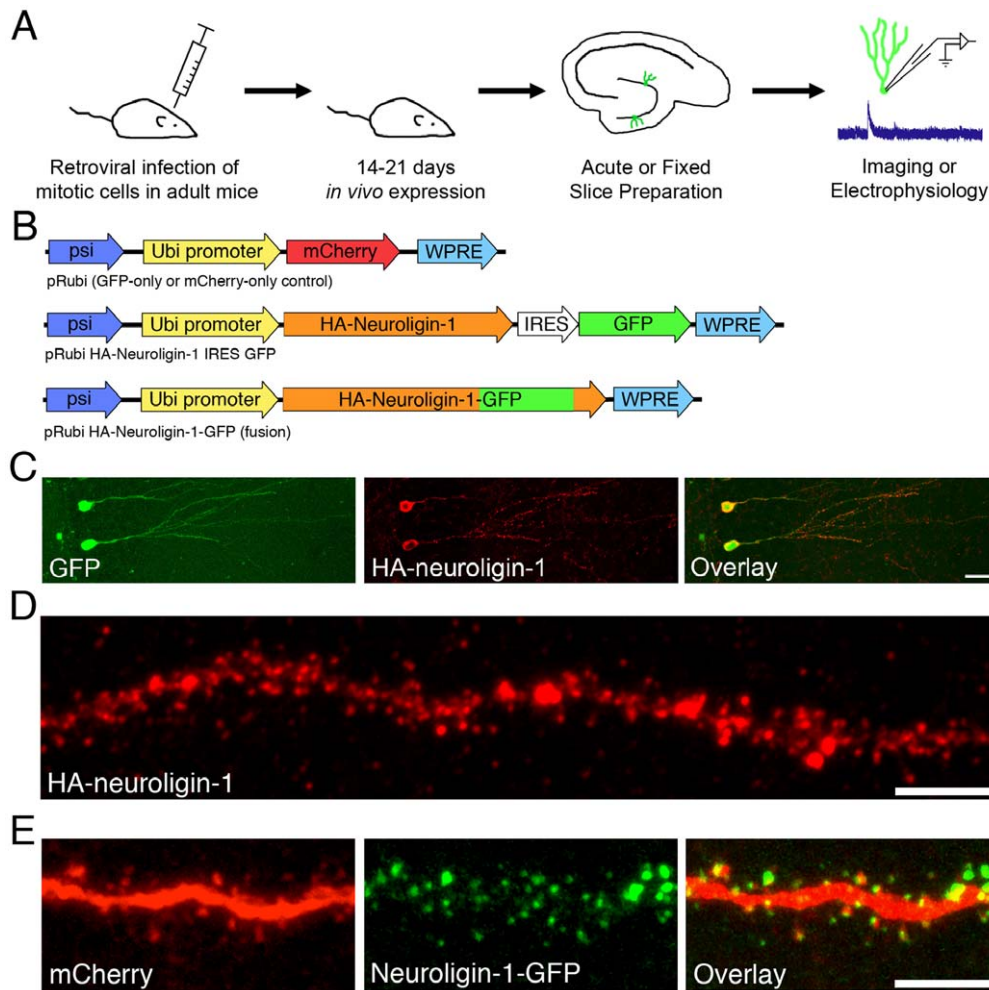 A
Retroviral infection of
mitotic cells in adult mice
14-21 days
in vivo expression
Acute or Fixed
Slice Preparation
Imaging or
Electrophysiology
B
psi Ubi promoter mCherry WPRE
pRubi (GFP-only or mCherry-only control)
psi Ubi promoter HA-Neuroligin-1 IRES GFP WPRE
pRubi HA-Neuroligin-1 IRES GFP
psi Ubi promoter HA-Neuroligin-1-GFP WPRE
pRubi HA-Neuroligin-1-GFP (fusion)
C
GFP HA-neuroligin-1 Overlay
D
HA-neuroligin-1
E
mCherry Neuroligin-1-GFP Overlay